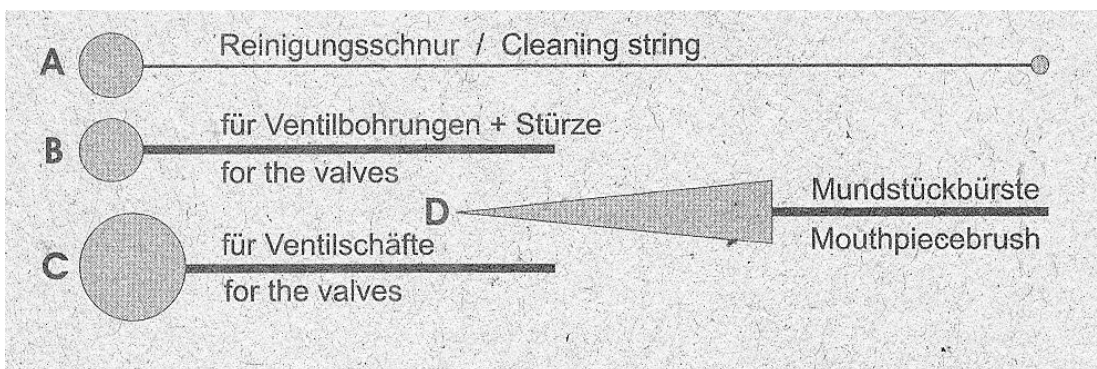 A Reinigungsschnur / Cleaning string
B für Ventilbohrungen + Stürze
for the valves
C für Ventilschäfte
for the valves
D Mundstückbürste
Mouthpiecebrush